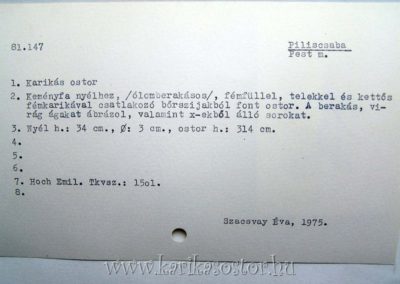 81.147
Piliscsaba
Pest m.
1. Karikás ostor
2. Keményfa nyélhez, /ólomberakásos/, fémfüllel, telekkel és kettős
fémkarikával csatlakozó bőrszíjakból font ostor. A berakás, vi-
rág ágakat ábrázol, valamint x-ekből álló sorokat.
3. Nyél h.: 34 cm., Ø: 3 cm., ostor h.: 314 cm.
4.
5.
6.
7. Hoch Emil. Tkvsz.: 15ol.
8.
Szacsvay Éva, 1975.
www.karikasostor.hu